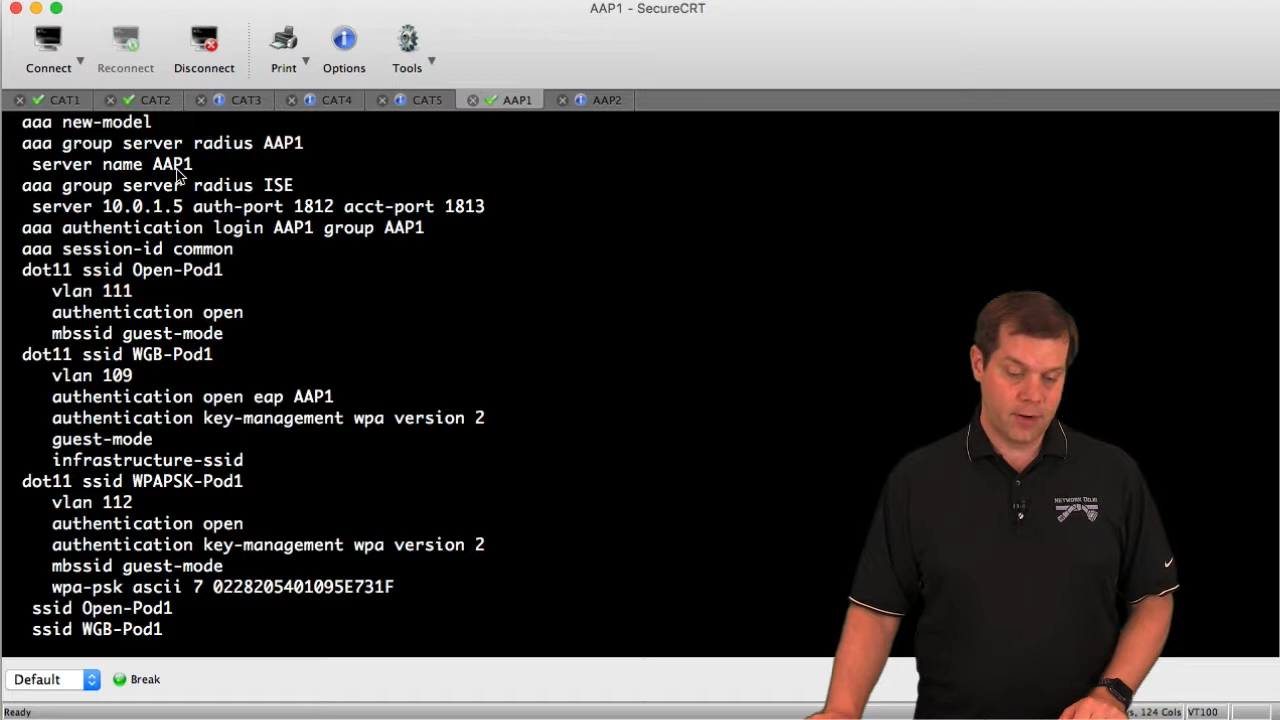 AAP1 - SecureCRT
Connect Reconnect Disconnect Print Options Tools
CAT1 CAT2 CAT3 CAT4 CAT5 AAP1 AAP2
aaa new-model
aaa group server radius AAP1
server name AAP1
aaa group server radius ISE
server 10.0.1.5 auth-port 1812 acct-port 1813
aaa authentication login AAP1 group AAP1
aaa session-id common
dot11 ssid Open-Pod1
vlan 111
authentication open
mbssid guest-mode
dot11 ssid WGB-Pod1
vlan 109
authentication open eap AAP1
authentication key-management wpa version 2
guest-mode
infrastructure-ssid
dot11 ssid WPAPSK-Pod1
vlan 112
authentication open
authentication key-management wpa version 2
mbssid guest-mode
wpa-psk ascii 7 0228205401095E731F
ssid Open-Pod1
ssid WGB-Pod1
NETWORK DOJO
Default Break
Ready , 124 Cols VT100